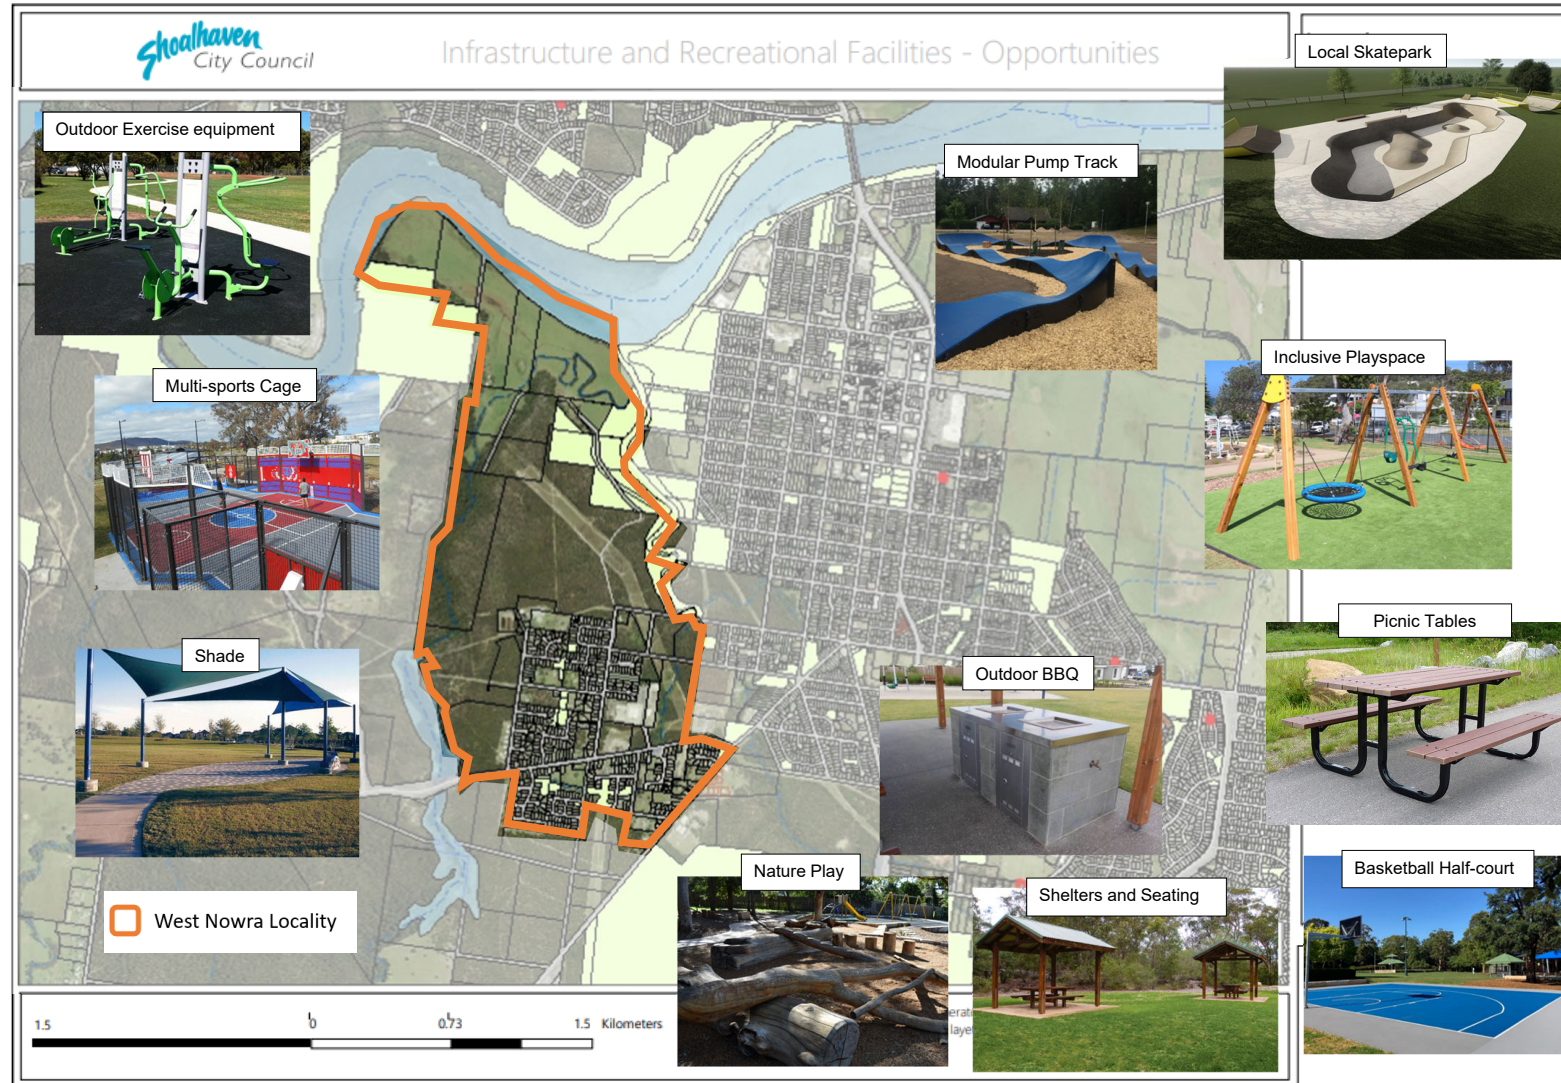 Shoalhaven
City Council
Infrastructure and Recreational Facilities - Opportunities
Local Skatepark
Outdoor Exercise equipment
Modular Pump Track
Inclusive Playspace
Multi-sports Cage
Picnic Tables
Shade
Outdoor BBQ
Nature Play
Basketball Half-court
Shelters and Seating
West Nowra Locality
1.5 0 0.73 1.5 Kilometers